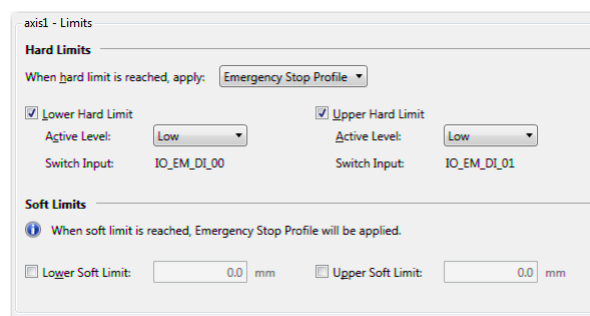 axis1 - Limits
Hard Limits
When hard limit is reached, apply: Emergency Stop Profile
Lower Hard Limit Upper Hard Limit
Active Level: Low Active Level: Low
Switch Input: IO_EM_DI_00 Switch Input: IO_EM_DI_01
Soft Limits
When soft limit is reached, Emergency Stop Profile will be applied.
Lower Soft Limit: 0.0 mm Upper Soft Limit: 0.0 mm